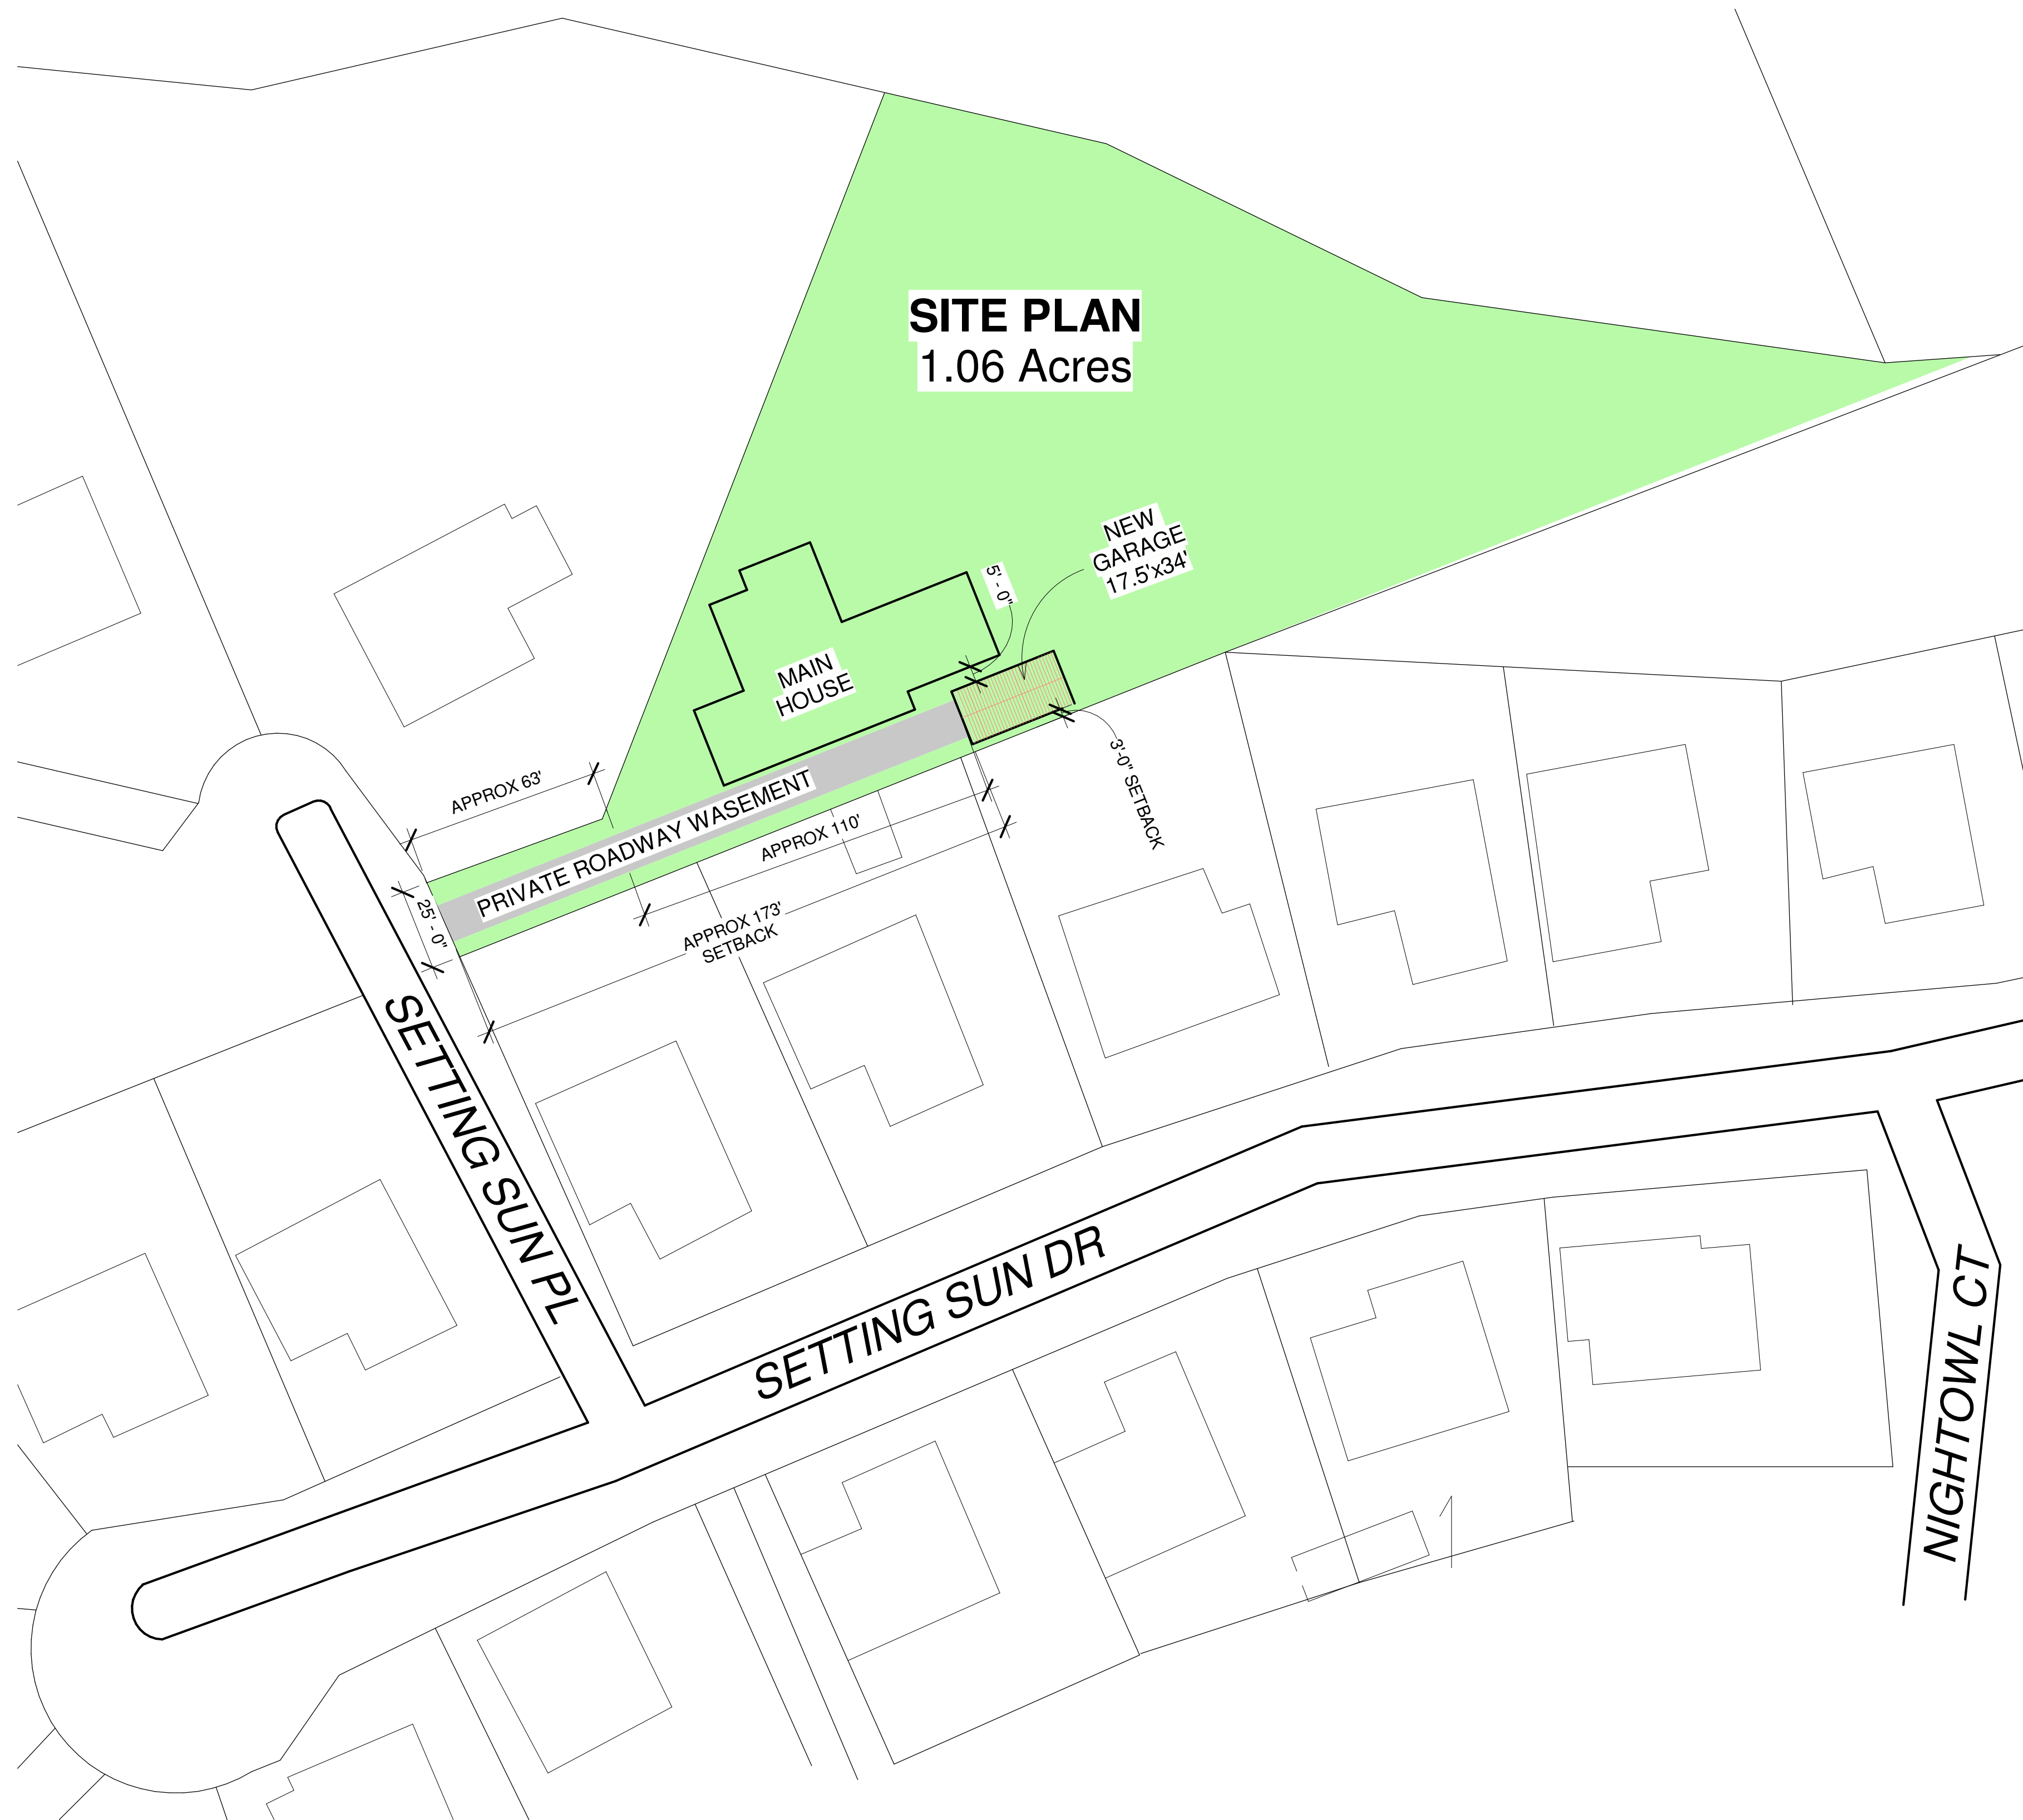 SITE PLAN
1.06 Acres
NEW
GARAGE
17.5'x34'
5' - 0"
MAIN
HOUSE
3'-0" SETBACK
APPROX 63'
PRIVATE ROADWAY WASEMENT
APPROX 110'
25' - 0"
APPROX 173'
SETBACK
SETTING SUN PL
SETTING SUN DR
NIGHTOWL CT